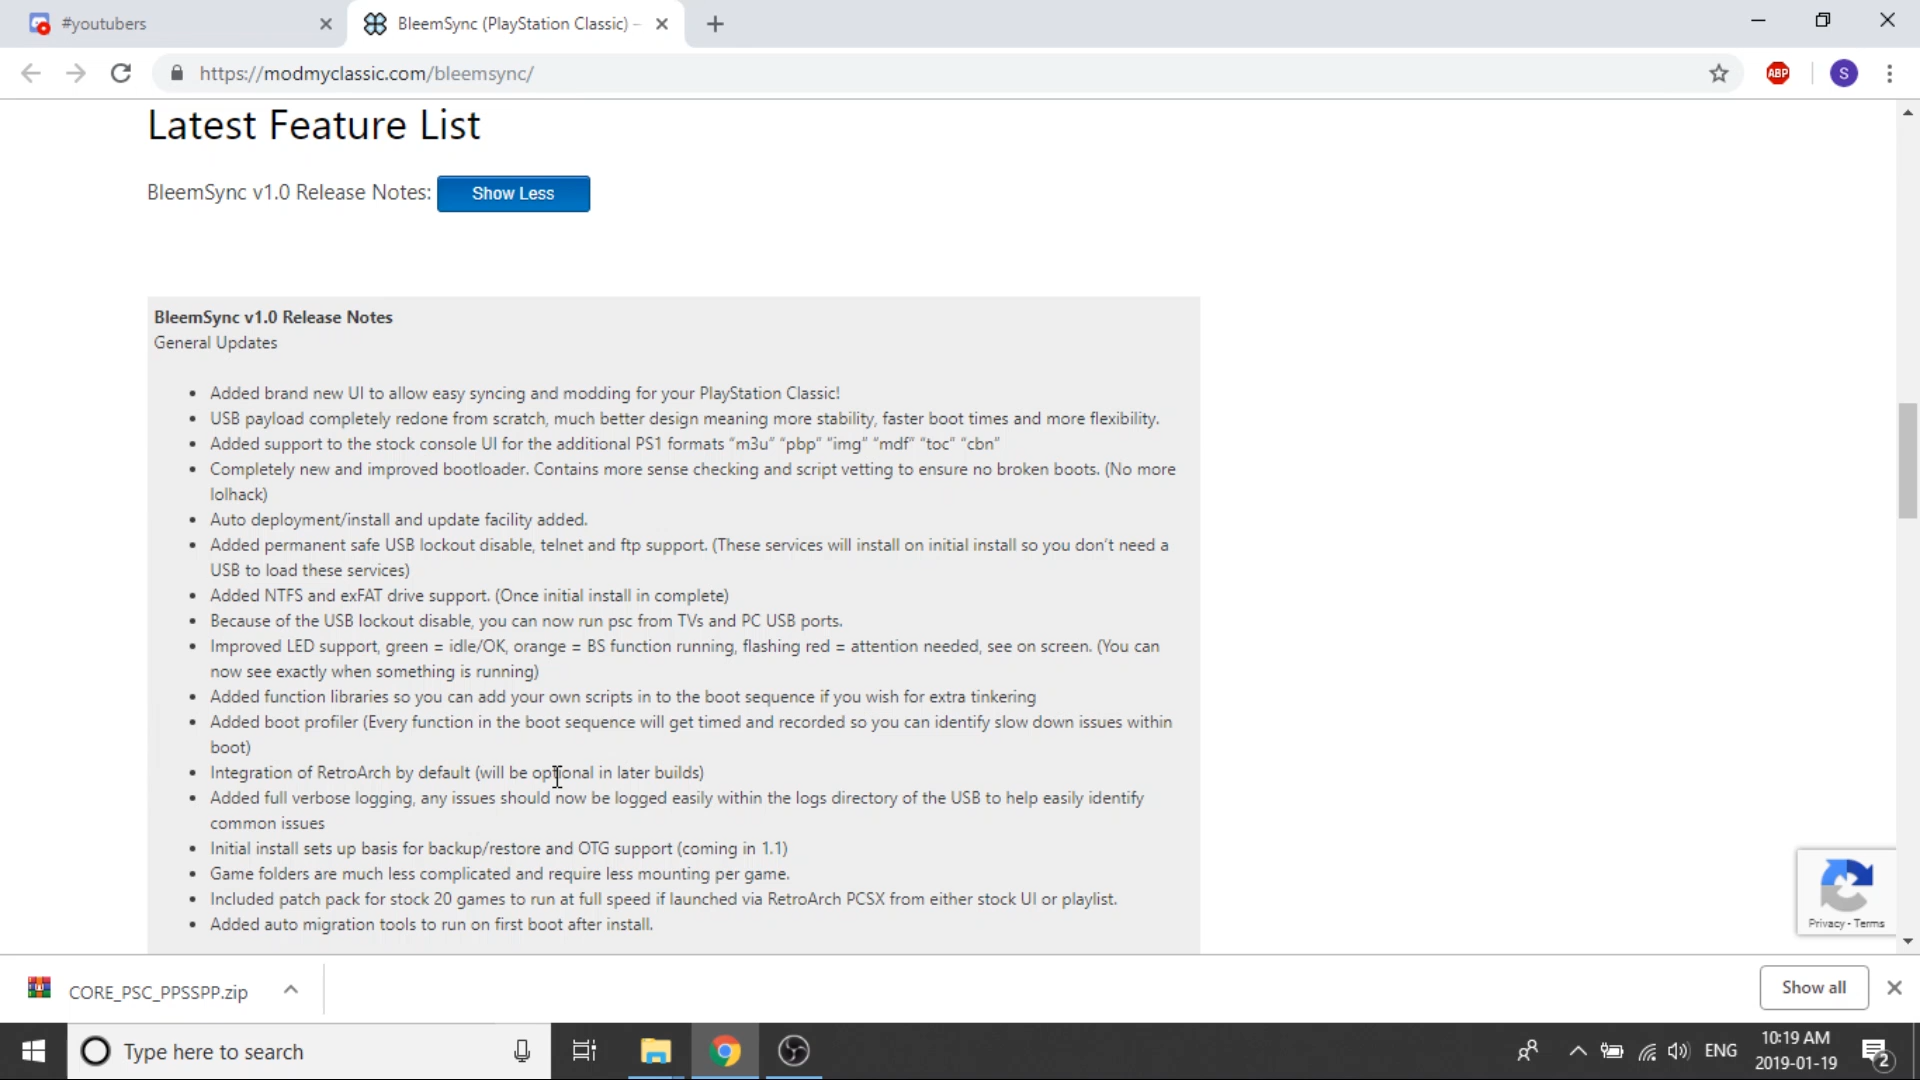 #youtubers
BleemSync (PlayStation Classic) –
https://modmyclassic.com/bleemsync/
ABP
S
Latest Feature List
BleemSync v1.0 Release Notes: Show Less
BleemSync v1.0 Release Notes
General Updates
• Added brand new UI to allow easy syncing and modding for your PlayStation Classic!
• USB payload completely redone from scratch, much better design meaning more stability, faster boot times and more flexibility.
• Added support to the stock console UI for the additional PS1 formats “m3u” “pbp” “img” “mdf” “toc” “cbn”
• Completely new and improved bootloader. Contains more sense checking and script vetting to ensure no broken boots. (No more
lolhack)
• Auto deployment/install and update facility added.
• Added permanent safe USB lockout disable, telnet and ftp support. (These services will install on initial install so you don’t need a
USB to load these services)
• Added NTFS and exFAT drive support. (Once initial install in complete)
• Because of the USB lockout disable, you can now run psc from TVs and PC USB ports.
• Improved LED support, green = idle/OK, orange = BS function running, flashing red = attention needed, see on screen. (You can
now see exactly when something is running)
• Added function libraries so you can add your own scripts in to the boot sequence if you wish for extra tinkering
• Added boot profiler (Every function in the boot sequence will get timed and recorded so you can identify slow down issues within
boot)
• Integration of RetroArch by default (will be optional in later builds)
• Added full verbose logging, any issues should now be logged easily within the logs directory of the USB to help easily identify
common issues
• Initial install sets up basis for backup/restore and OTG support (coming in 1.1)
• Game folders are much less complicated and require less mounting per game.
• Included patch pack for stock 20 games to run at full speed if launched via RetroArch PCSX from either stock UI or playlist.
• Added auto migration tools to run on first boot after install.
Privacy - Terms
CORE_PSC_PPSSPP.zip
Show all
Type here to search
ENG
10:19 AM
2019-01-19
2